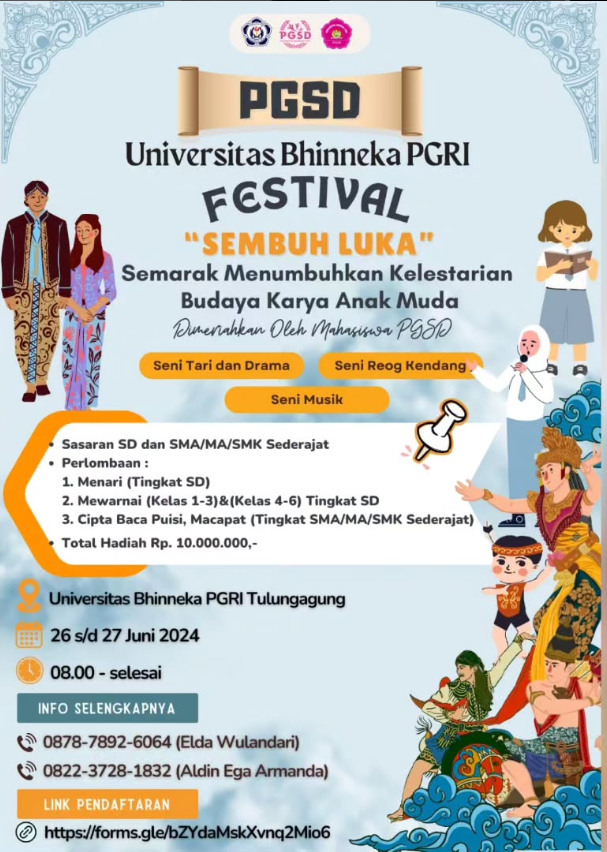 PGSD
PGSD
Universitas Bhinneka PGRI
FESTIVAL
“SEMBUH LUKA”
Semarak Menumbuhkan Kelestarian
Budaya Karya Anak Muda
Dimeriahkan Oleh Mahasiswa PGSD
Seni Tari dan Drama
Seni Reog Kendang
Seni Musik
• Sasaran SD dan SMA/MA/SMK Sederajat
• Perlombaan :
1. Menari (Tingkat SD)
2. Mewarnai (Kelas 1-3)&(Kelas 4-6) Tingkat SD
3. Cipta Baca Puisi, Macapat (Tingkat SMA/MA/SMK Sederajat)
• Total Hadiah Rp. 10.000.000,-
Universitas Bhinneka PGRI Tulungagung
26 s/d 27 Juni 2024
08.00 - selesai
INFO SELENGKAPNYA
0878-7892-6064 (Elda Wulandari)
0822-3728-1832 (Aldin Ega Armanda)
LINK PENDAFTARAN
https://forms.gle/bZYdaMskXvnq2Mio6